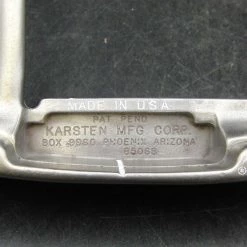 MADE IN U.S.A.
PAT PEND
KARSTEN MFG CORP.
BOX 9990 PHOENIX ARIZONA
85068
®